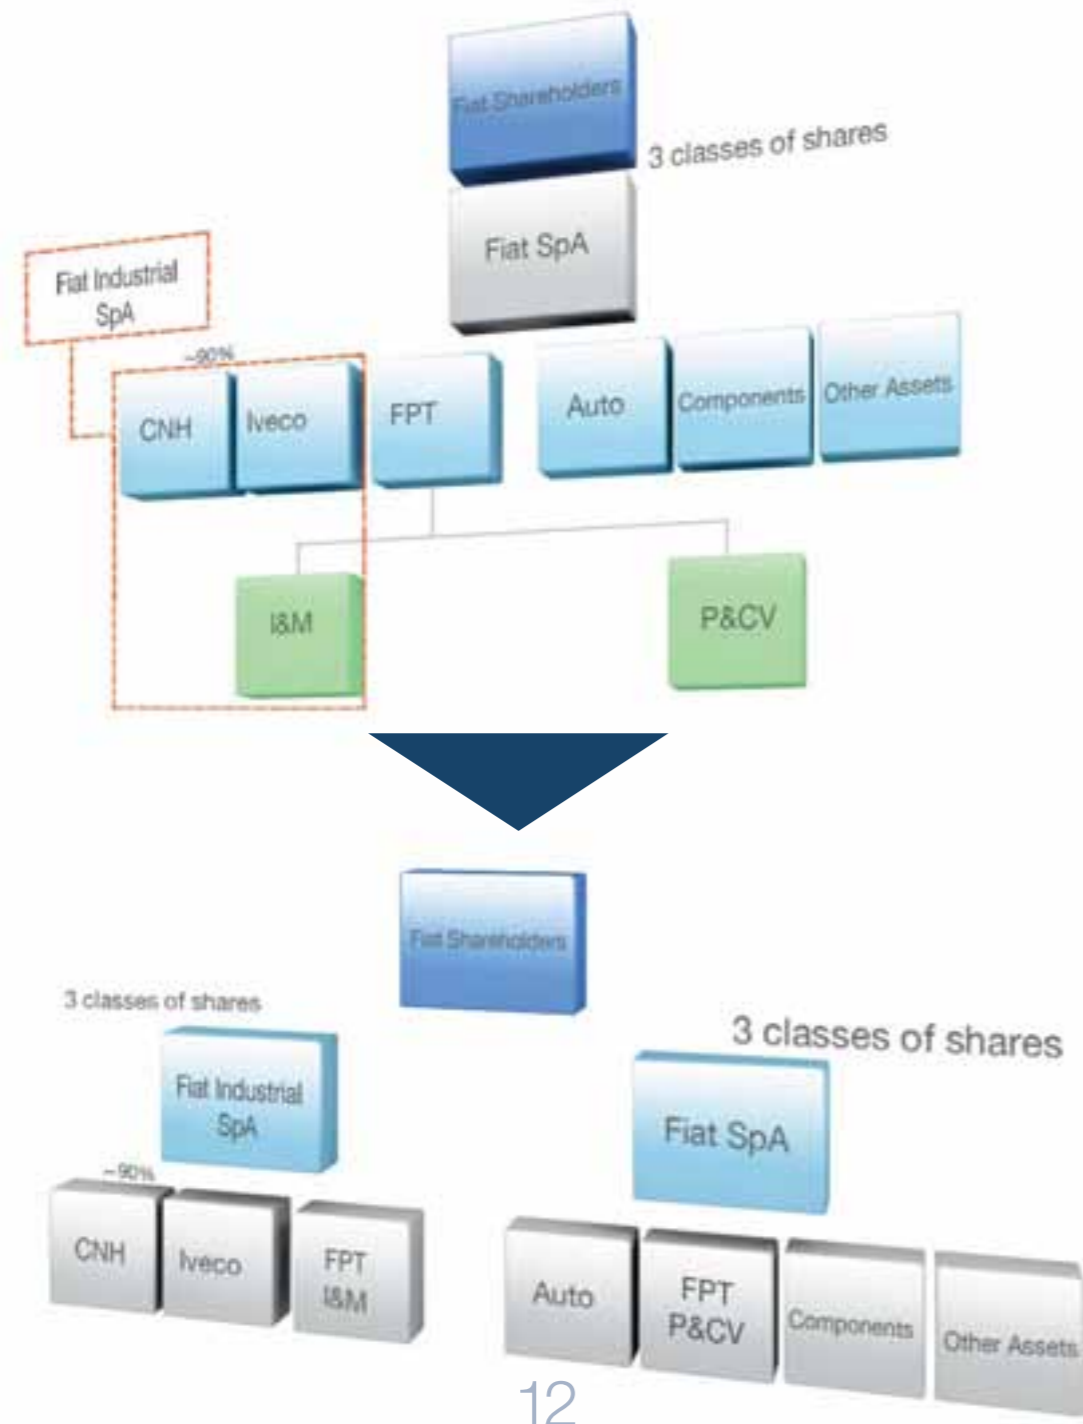 Fiat Shareholders
3 classes of shares
Fiat SpA
Fiat Industrial
SpA
~90%
CNH
Iveco
FPT
Auto
Components
Other Assets
I&M
P&CV
Fiat Shareholders
3 classes of shares
3 classes of shares
Fiat Industrial
SpA
Fiat SpA
~90%
CNH
Iveco
FPT
I&M
Auto
FPT
P&CV
Components
Other Assets
12